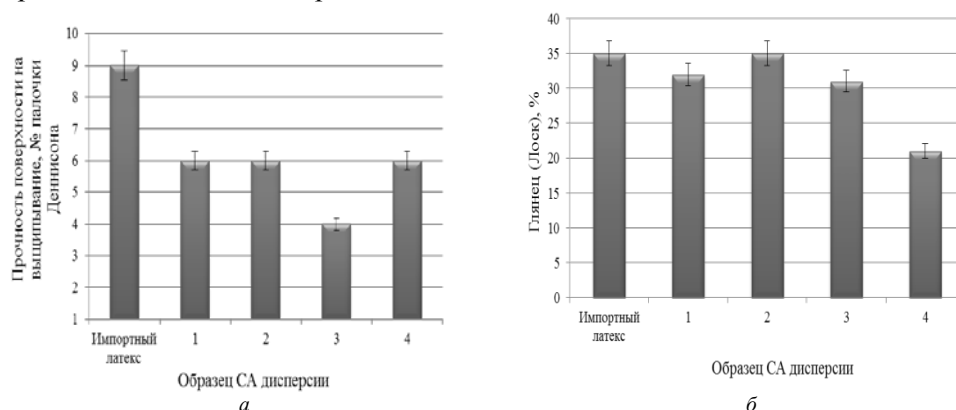 10
9
8
7
6
5
4
3
2
1
Прочность поверхности на
выщипывание, № палочки
Деннисона
Импортный
латекс
1
2
3
4
Образец СА дисперсии
а
40
35
30
25
20
15
10
5
0
Глянец (Лоск), %
Импортный
латекс
1
2
3
4
Образец СА дисперсии
б